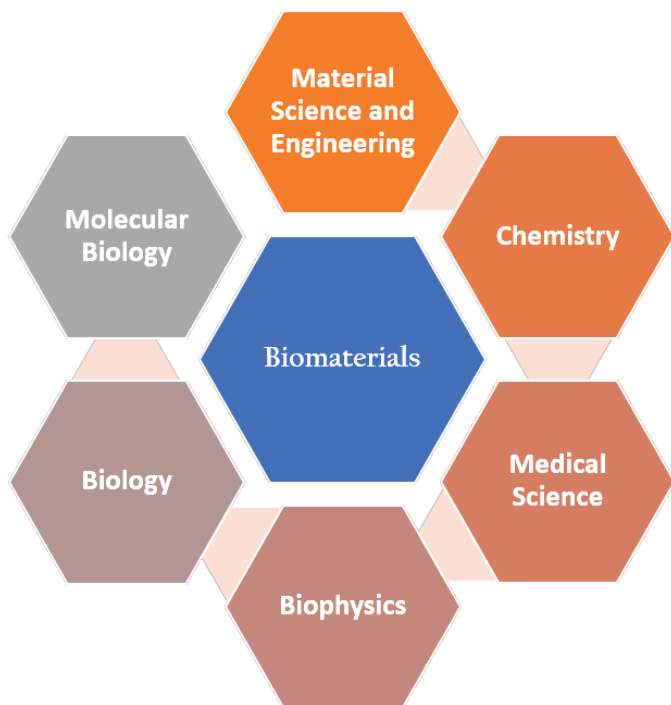 Material
Science and
Engineering
Molecular
Biology
Chemistry
Biomaterials
Biology
Medical
Science
Biophysics